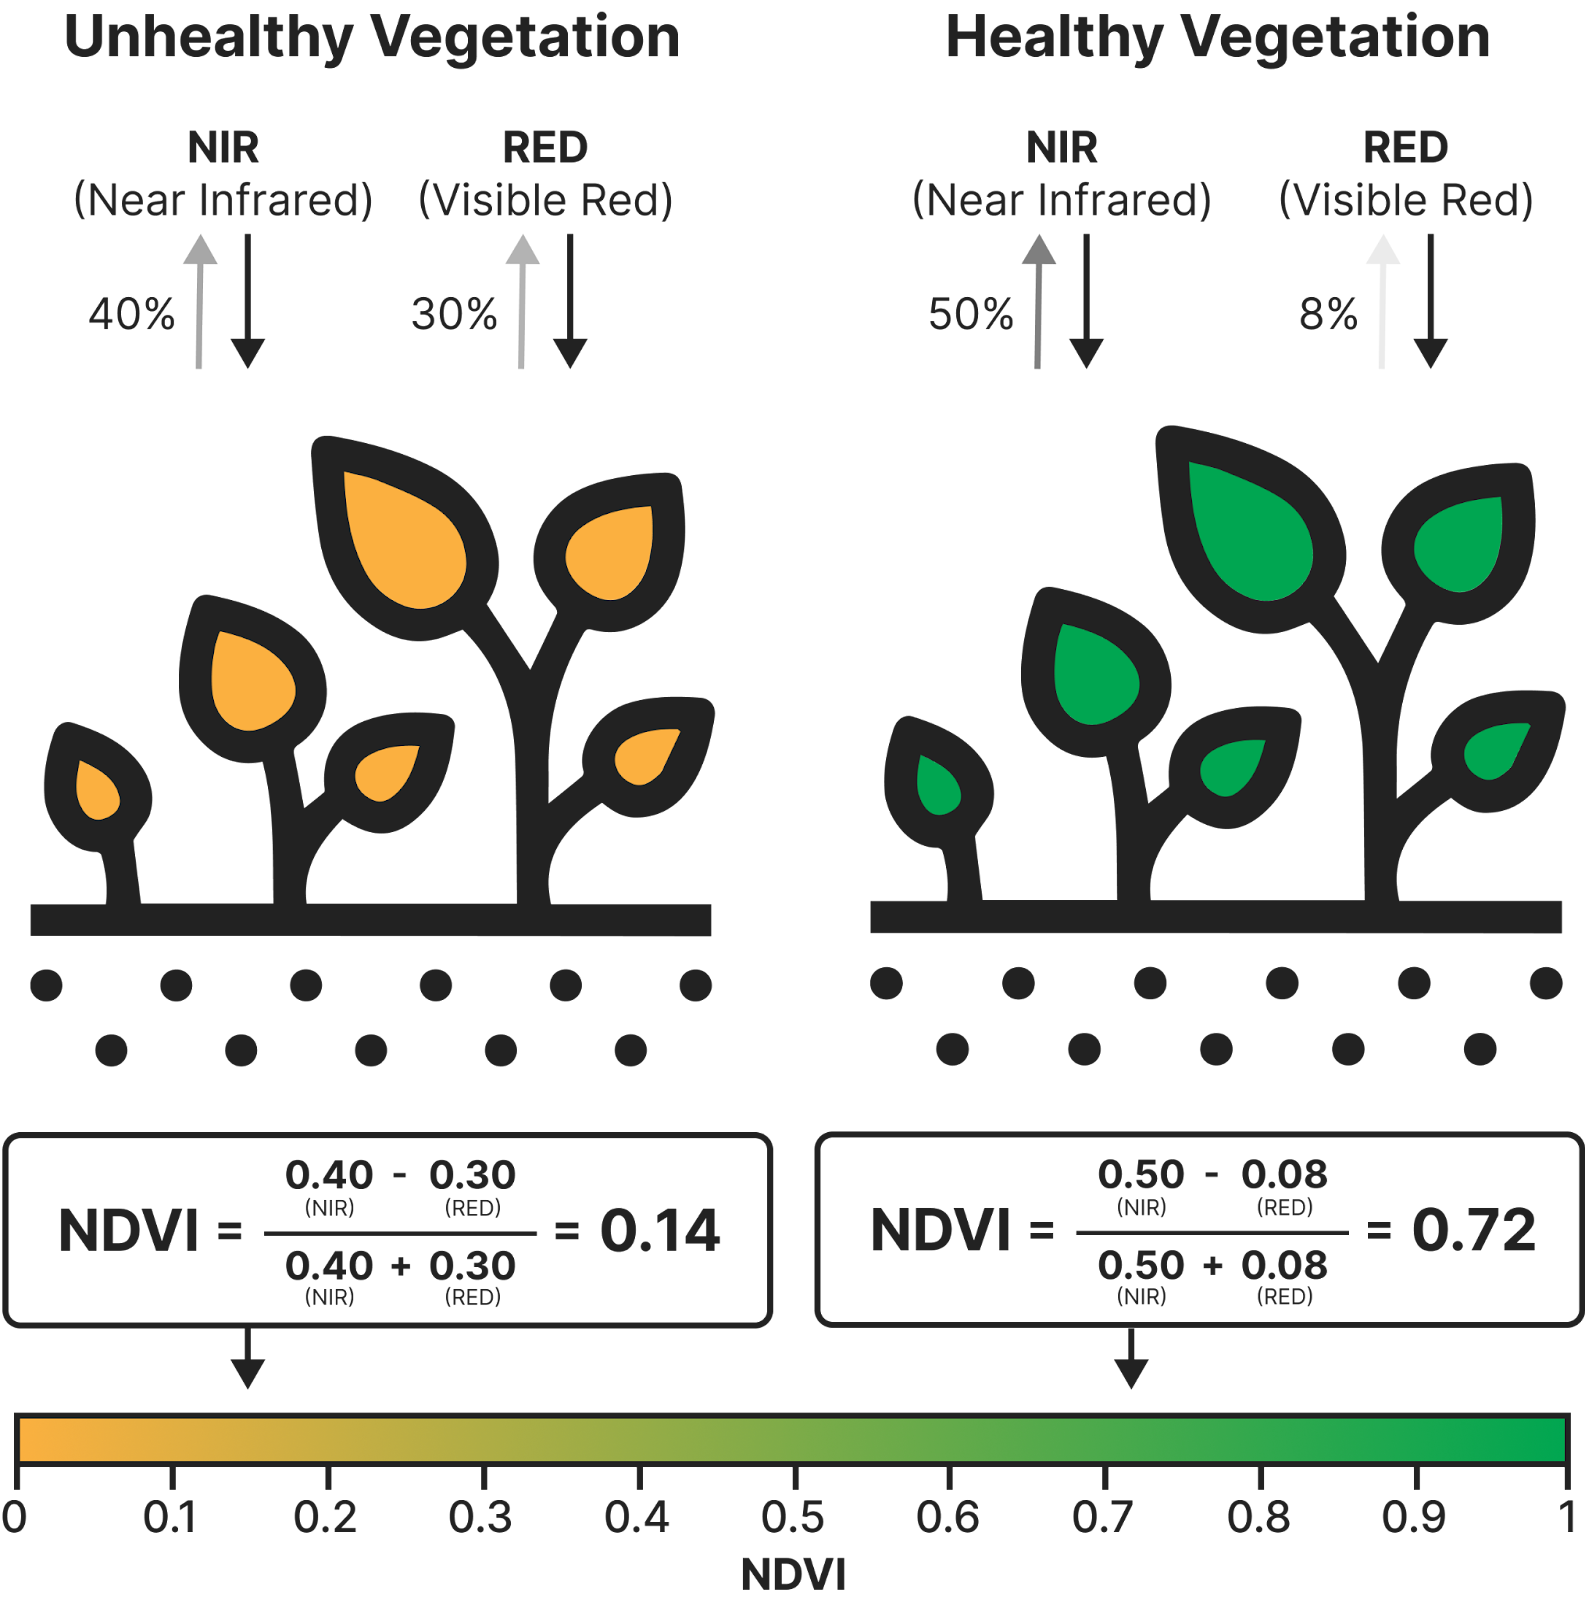 Unhealthy Vegetation
NIR
(Near Infrared)
RED
(Visible Red)
40%
30%
Healthy Vegetation
NIR
(Near Infrared)
RED
(Visible Red)
50%
8%
NDVI = 0.40 - 0.30 = 0.14
(NIR) (RED)
0.40 + 0.30
(NIR) (RED)
NDVI = 0.50 - 0.08 = 0.72
(NIR) (RED)
0.50 + 0.08
(NIR) (RED)
0 0.1 0.2 0.3 0.4 0.5 0.6 0.7 0.8 0.9 1
NDVI